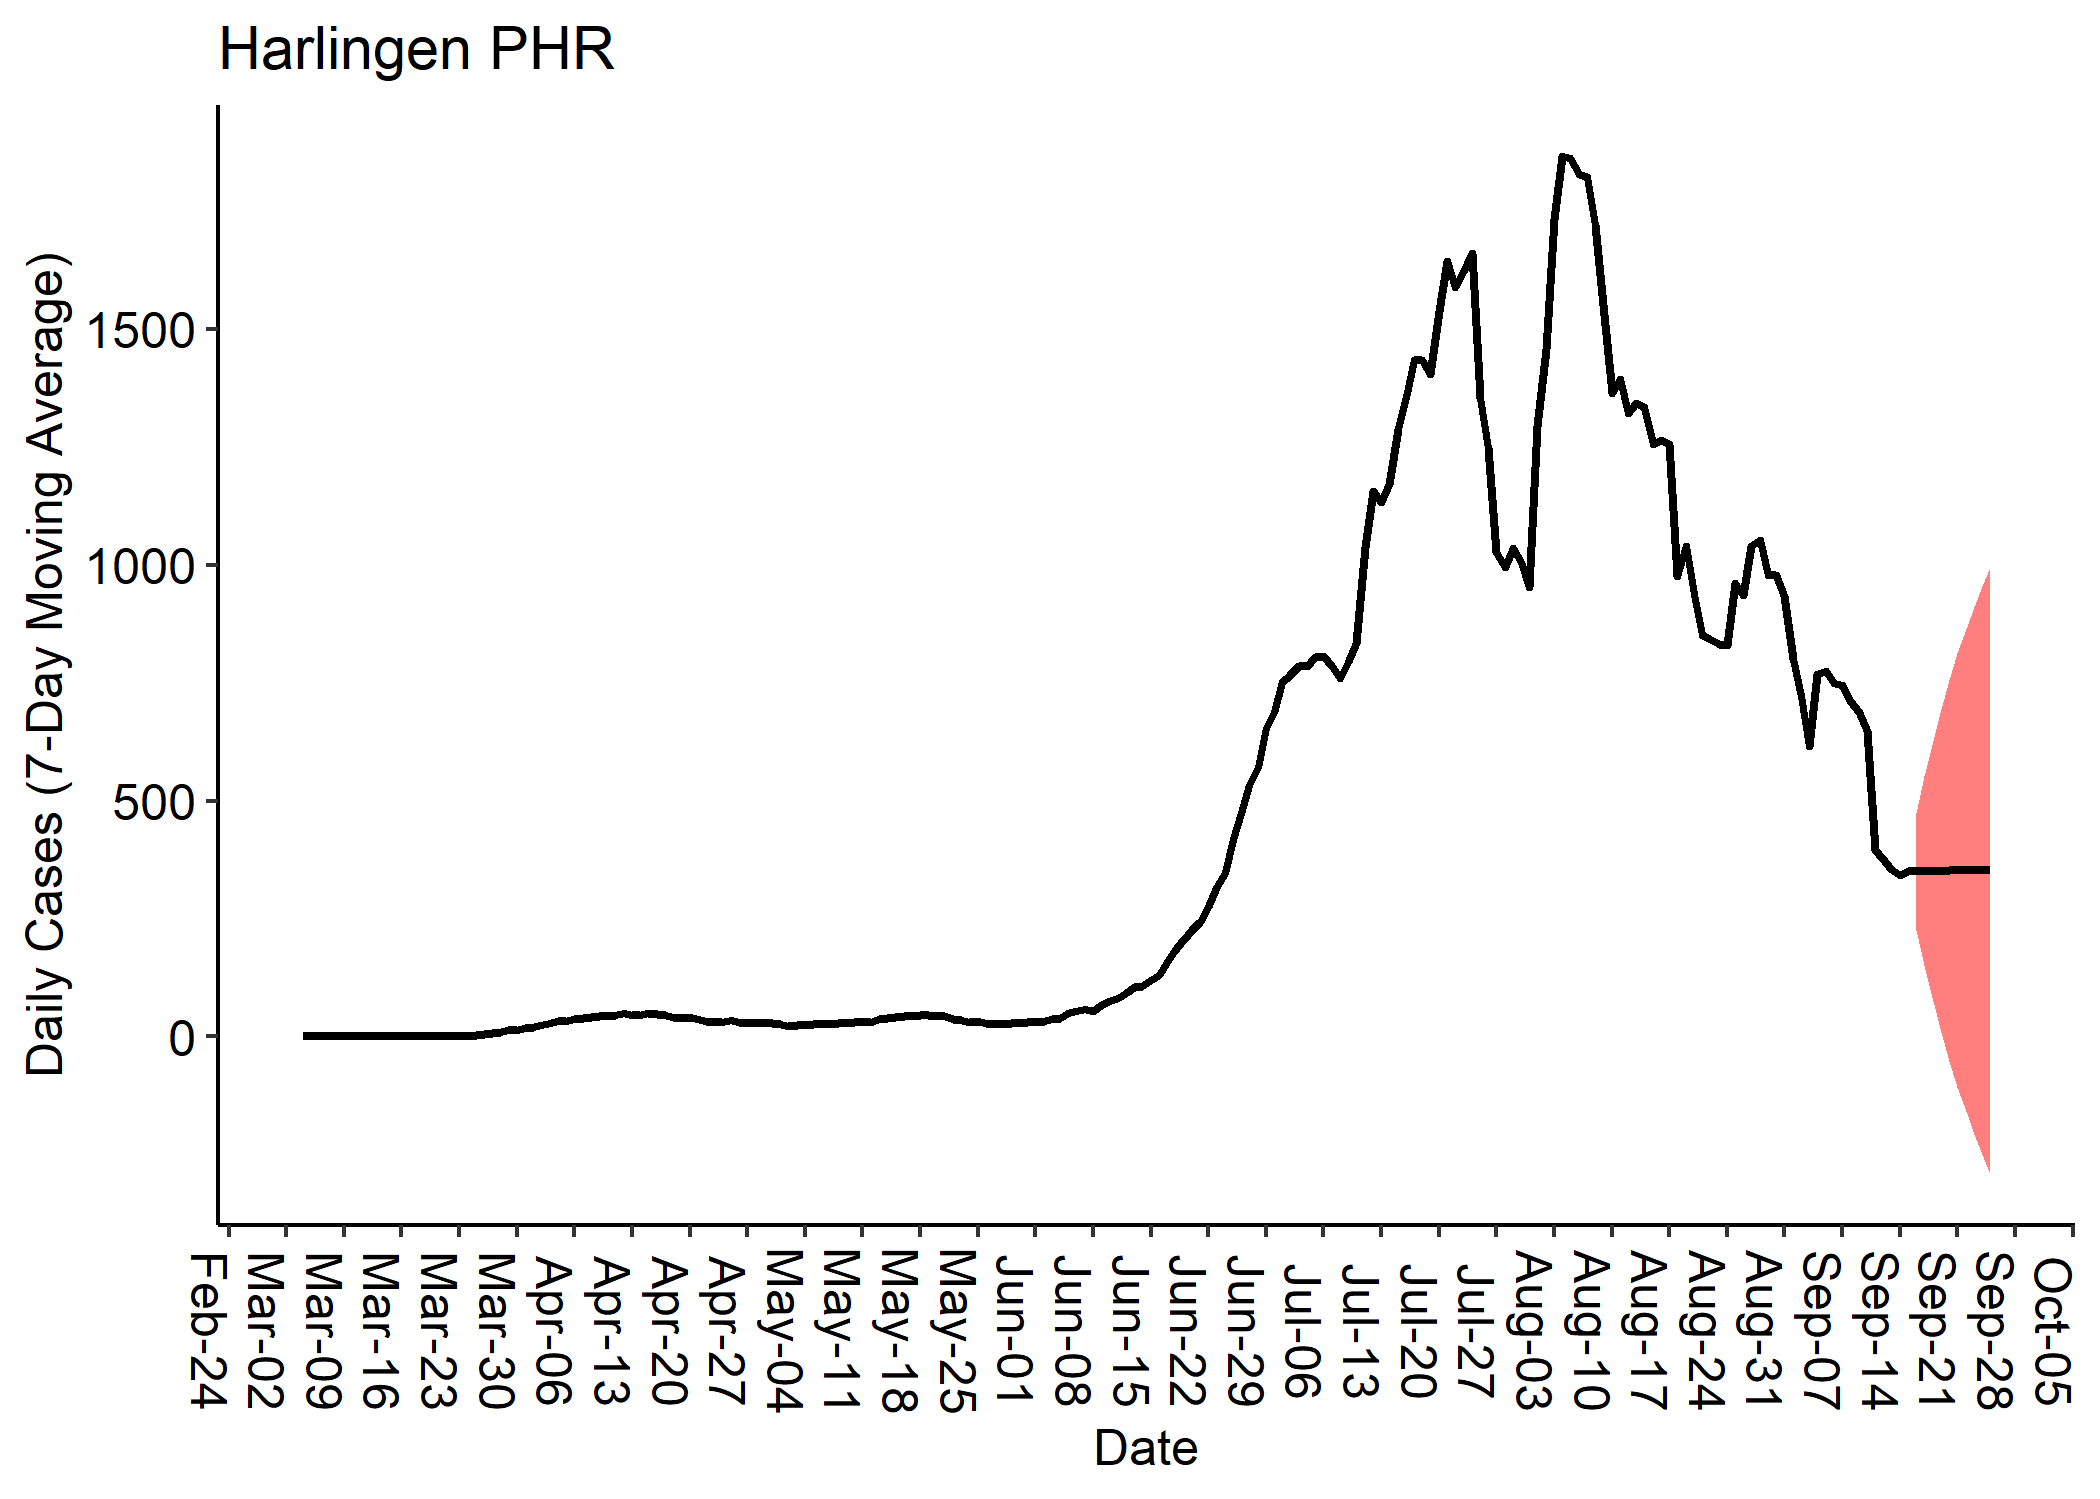 Harlingen PHR
Daily Cases (7-Day Moving Average)
1500
1000
500
0
Feb-24
Mar-02
Mar-09
Mar-16
Mar-23
Mar-30
Apr-06
Apr-13
Apr-20
Apr-27
May-04
May-11
May-18
May-25
Jun-01
Jun-08
Jun-15
Jun-22
Jun-29
Jul-06
Jul-13
Jul-20
Jul-27
Aug-03
Aug-10
Aug-17
Aug-24
Aug-31
Sep-07
Sep-14
Sep-21
Sep-28
Oct-05
Date